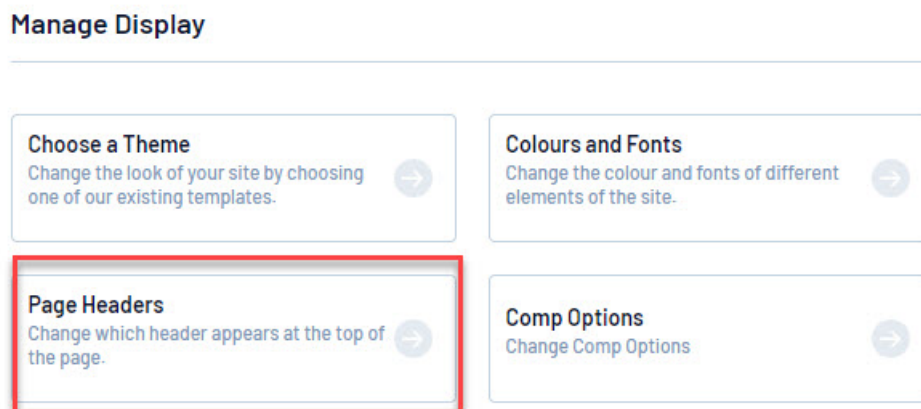 Manage Display
Choose a Theme
Change the look of your site by choosing
one of our existing templates.
Colours and Fonts
Change the colour and fonts of different
elements of the site.
Page Headers
Change which header appears at the top of
the page.
Comp Options
Change Comp Options